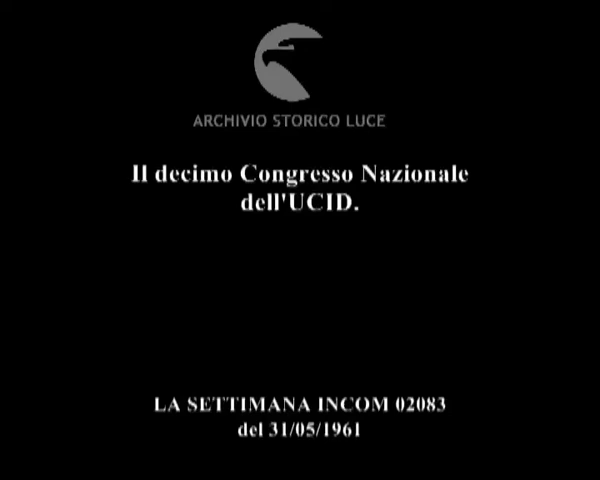 ARCHIVIO STORICO LUCE
Il decimo Congresso Nazionale
dell'UCID.
LA SETTIMANA INCOM 02083
del 31/05/1961